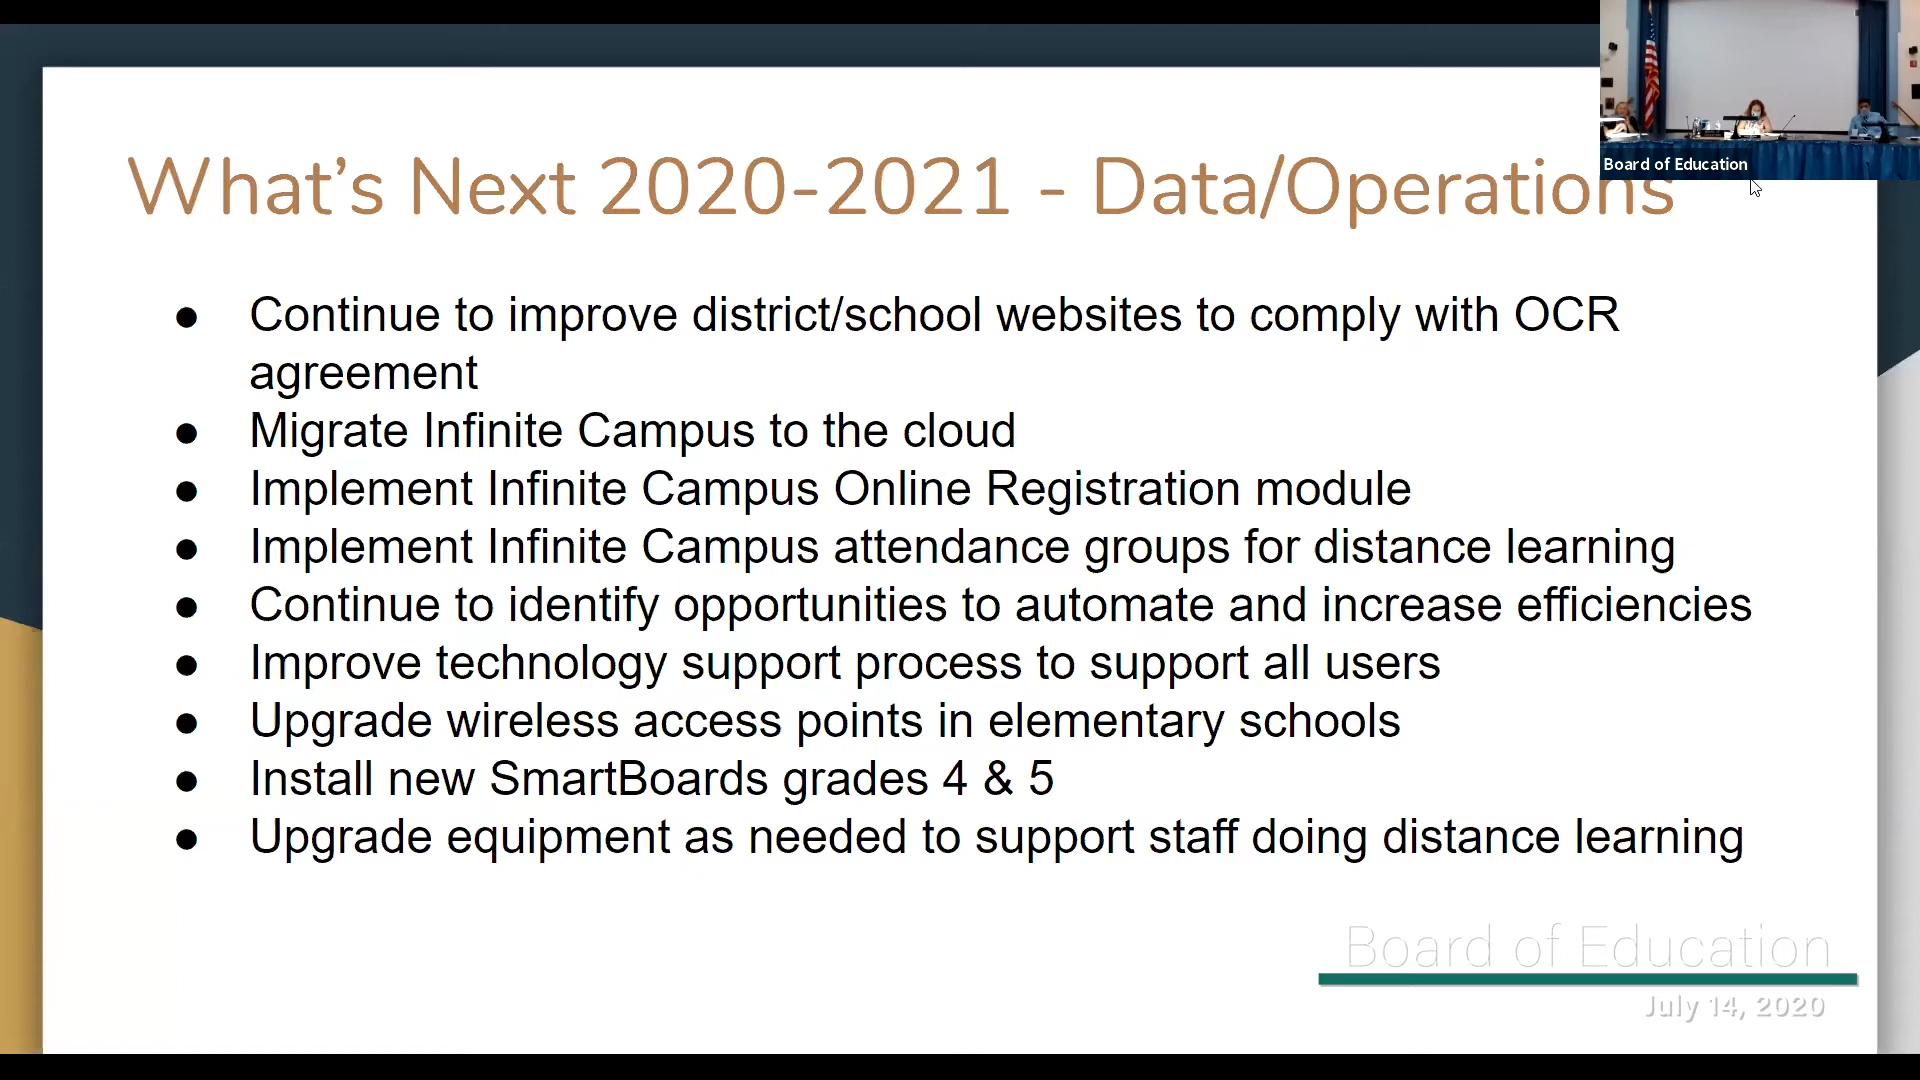 Board of Education
What's Next 2020-2021 - Data/Operations
● Continue to improve district/school websites to comply with OCR
agreement
● Migrate Infinite Campus to the cloud
● Implement Infinite Campus Online Registration module
● Implement Infinite Campus attendance groups for distance learning
● Continue to identify opportunities to automate and increase efficiencies
● Improve technology support process to support all users
● Upgrade wireless access points in elementary schools
● Install new SmartBoards grades 4 & 5
● Upgrade equipment as needed to support staff doing distance learning
Board of Education
July 14, 2020